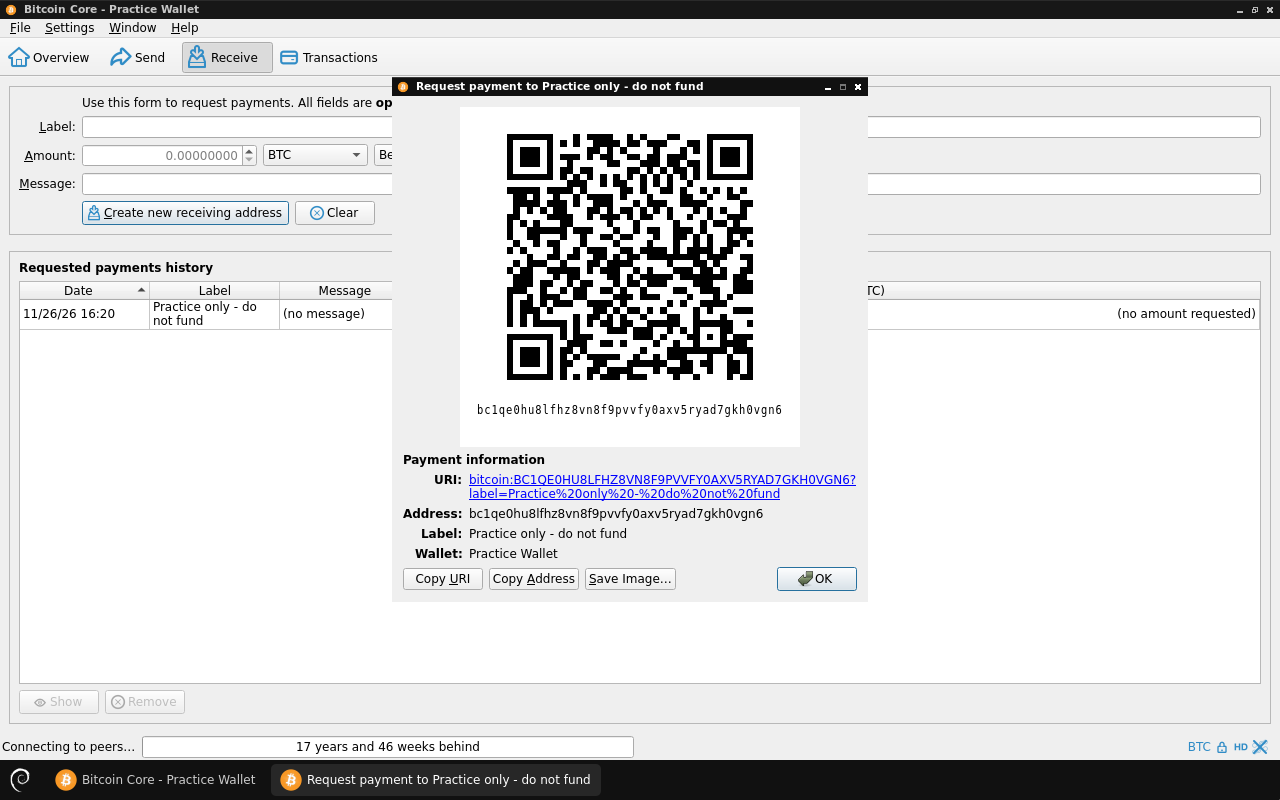 Bitcoin Core - Practice Wallet
File Settings Window Help
Overview Send Receive Transactions
Request payment to Practice only - do not fund
Use this form to request payments. All fields are op
Label:
Amount: 0.00000000 BTC Be
Message:
Create new receiving address Clear
Requested payments history
Date Label Message TC)
11/26/26 16:20 Practice only - do not fund (no message) (no amount requested)
bc1qe0hu8lfhz8vn8f9pvvfy0axv5ryad7gkh0vgn6
Payment information
URI: bitcoin:BC1QE0HU8LFHZ8VN8F9PVVFY0AXV5RYAD7GKH0VGN6?
label=Practice%20only%20-%20do%20not%20fund
Address: bc1qe0hu8lfhz8vn8f9pvvfy0axv5ryad7gkh0vgn6
Label: Practice only - do not fund
Wallet: Practice Wallet
Copy URI Copy Address Save Image... OK
Show Remove
Connecting to peers... 17 years and 46 weeks behind BTC HD
Bitcoin Core - Practice Wallet Request payment to Practice only - do not fund